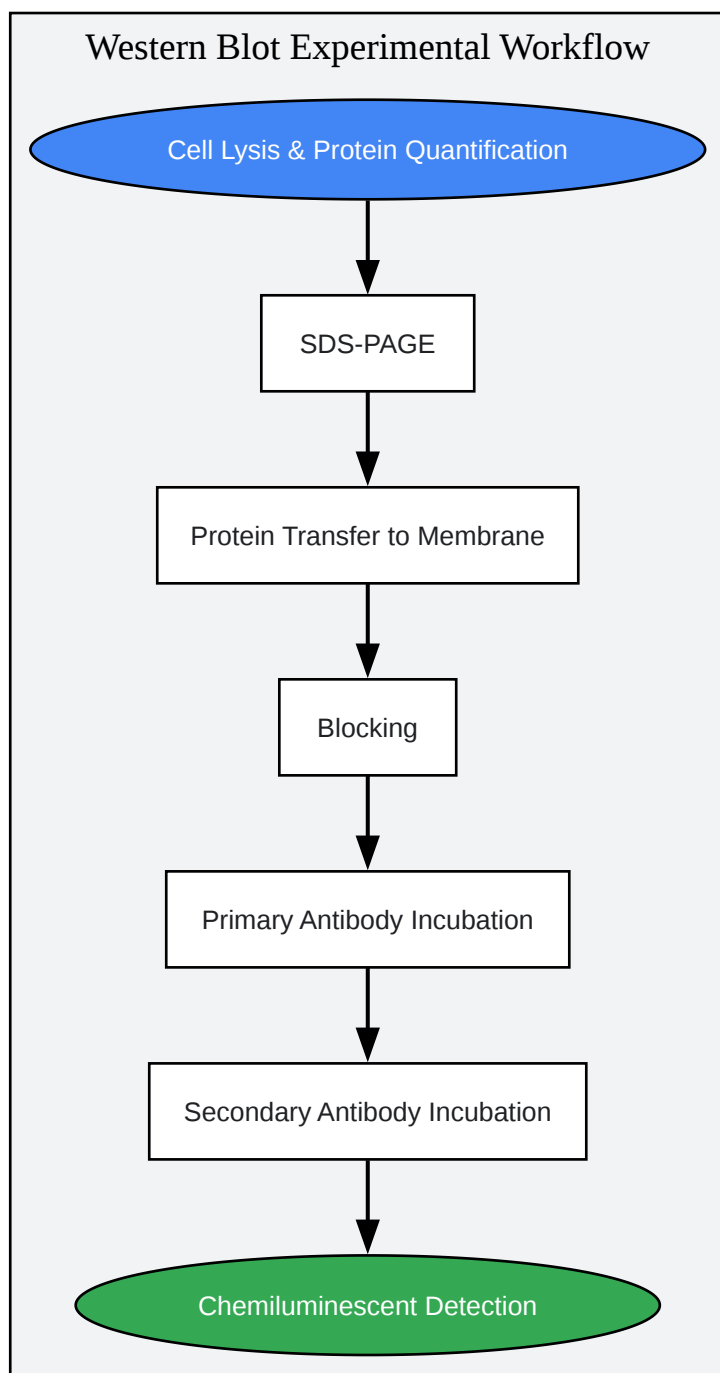 Western Blot Experimental Workflow
Cell Lysis & Protein Quantification
SDS-PAGE
Protein Transfer to Membrane
Blocking
Primary Antibody Incubation
Secondary Antibody Incubation
Chemiluminescent Detection